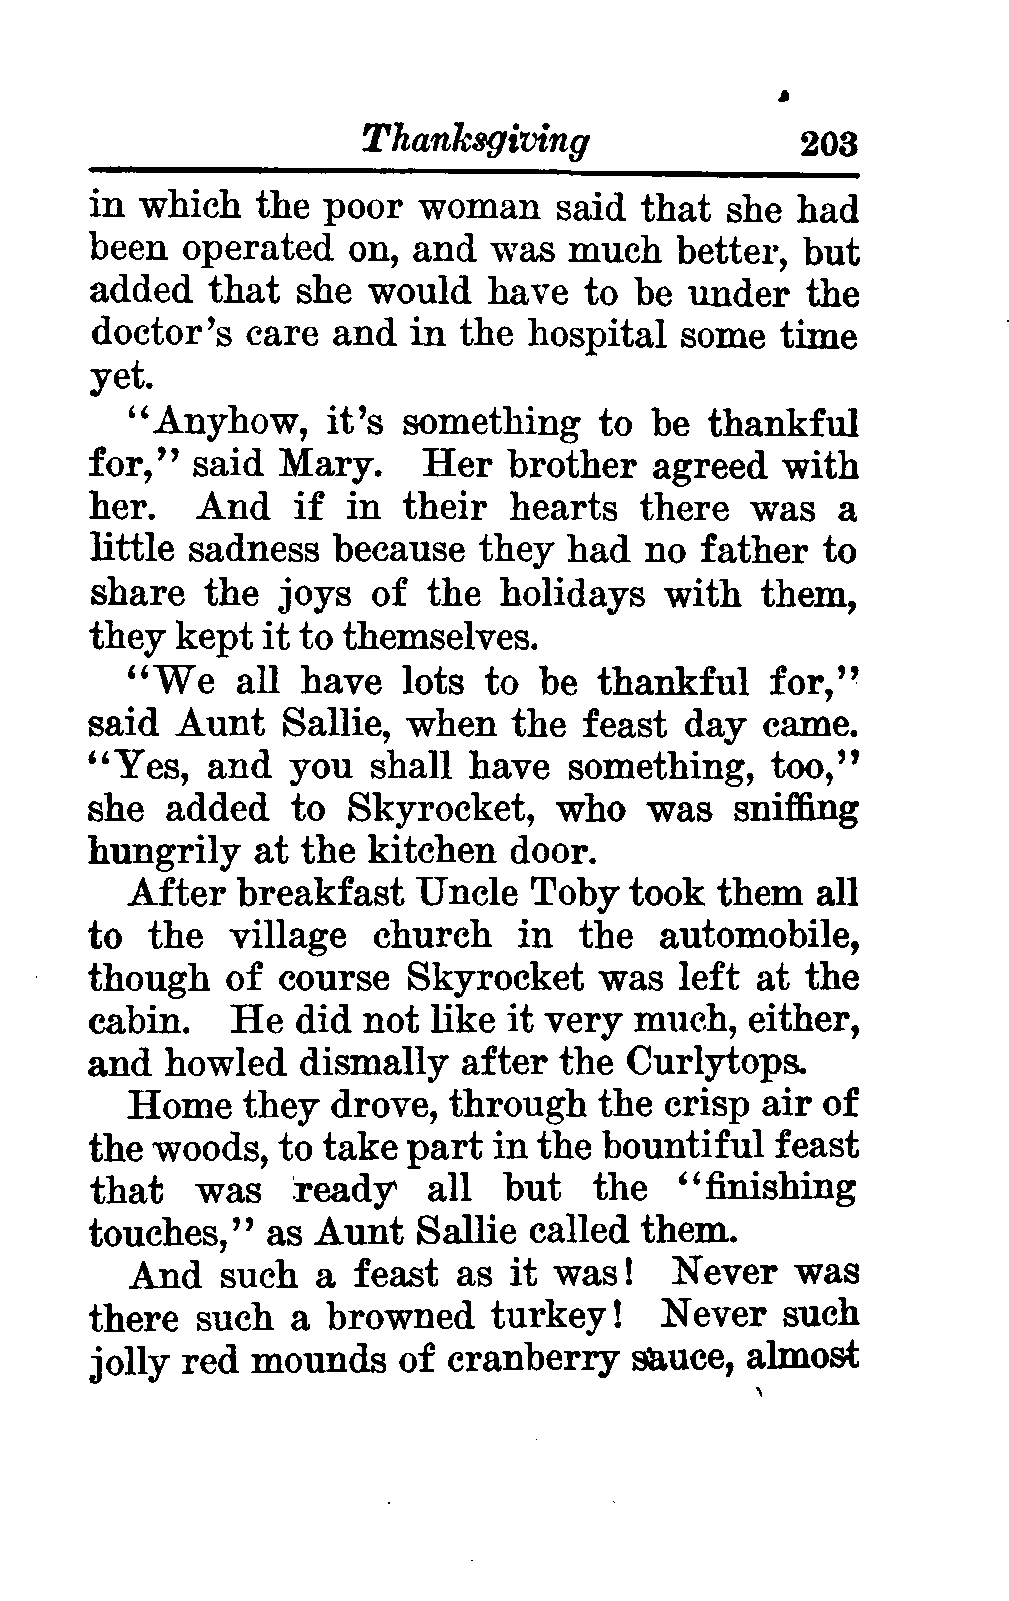 Thanksgiving 203
in which the poor woman said that she had
been operated on, and was much better, but
added that she would have to be under the
doctor's care and in the hospital some time
yet.
"Anyhow, it's something to be thankful
for," said Mary. Her brother agreed with
her. And if in their hearts there was a
little sadness because they had no father to
share the joys of the holidays with them,
they kept it to themselves.
"We all have lots to be thankful for,"
said Aunt Sallie, when the feast day came.
"Yes, and you shall have something, too,"
she added to Skyrocket, who was sniffing
hungrily at the kitchen door.
After breakfast Uncle Toby took them all
to the village church in the automobile,
though of course Skyrocket was left at the
cabin. He did not like it very much, either,
and howled dismally after the Curlytops.
Home they drove, through the crisp air of
the woods, to take part in the bountiful feast
that was ready all but the "finishing
touches," as Aunt Sallie called them.
And such a feast as it was! Never was
there such a browned turkey! Never such
jolly red mounds of cranberry sauce, almost